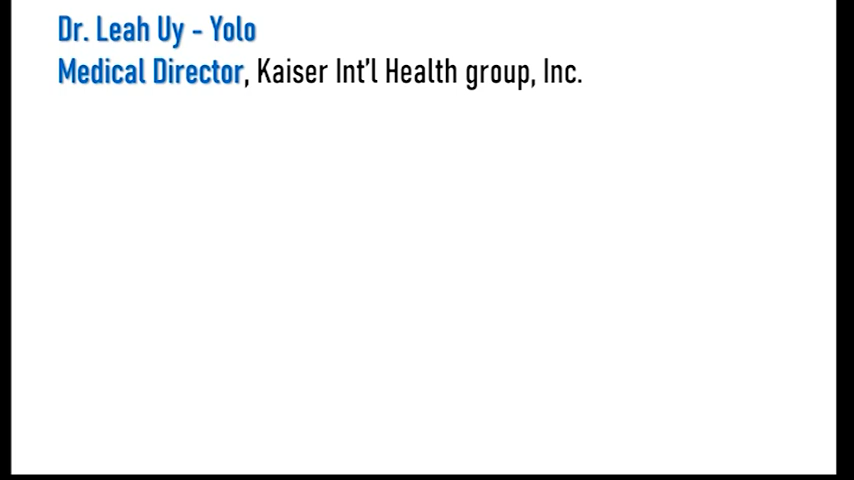 Dr. Leah Uy - Yolo
Medical Director, Kaiser Int'l Health group, Inc.